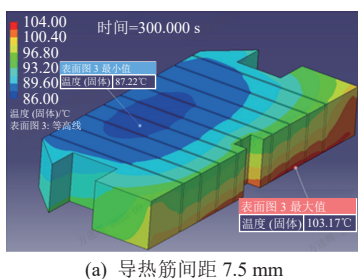 104.00
100.40
96.80
93.20
89.60
86.00
温度 (固体)/℃
表面图 3: 等高线
时间=300.000 s
表面图 3 最小值
温度 (固体) 87.22℃
表面图 3 最大值
温度 (固体) 103.17℃
(a) 导热筋间距 7.5 mm